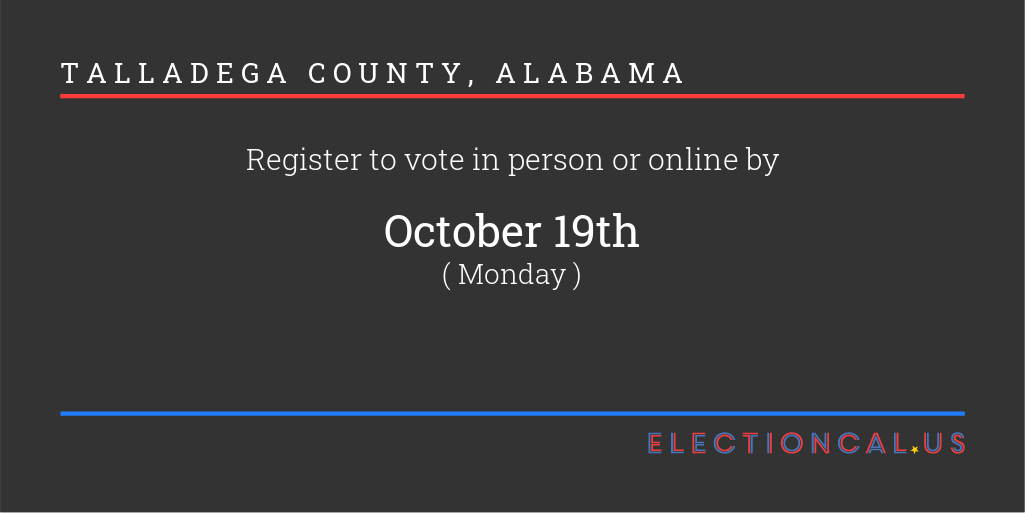 TALLADEGA COUNTY, ALABAMA
Register to vote in person or online by
October 19th
( Monday )
ELECTIONCAL.US